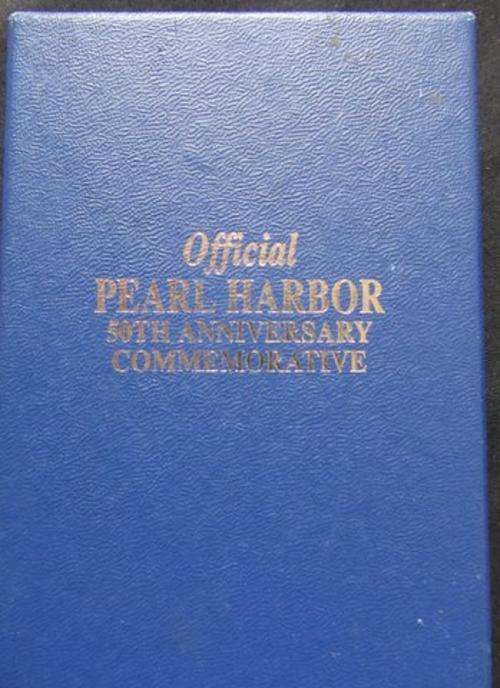 Official
PEARL HARBOR
50TH ANNIVERSARY
COMMEMORATIVE